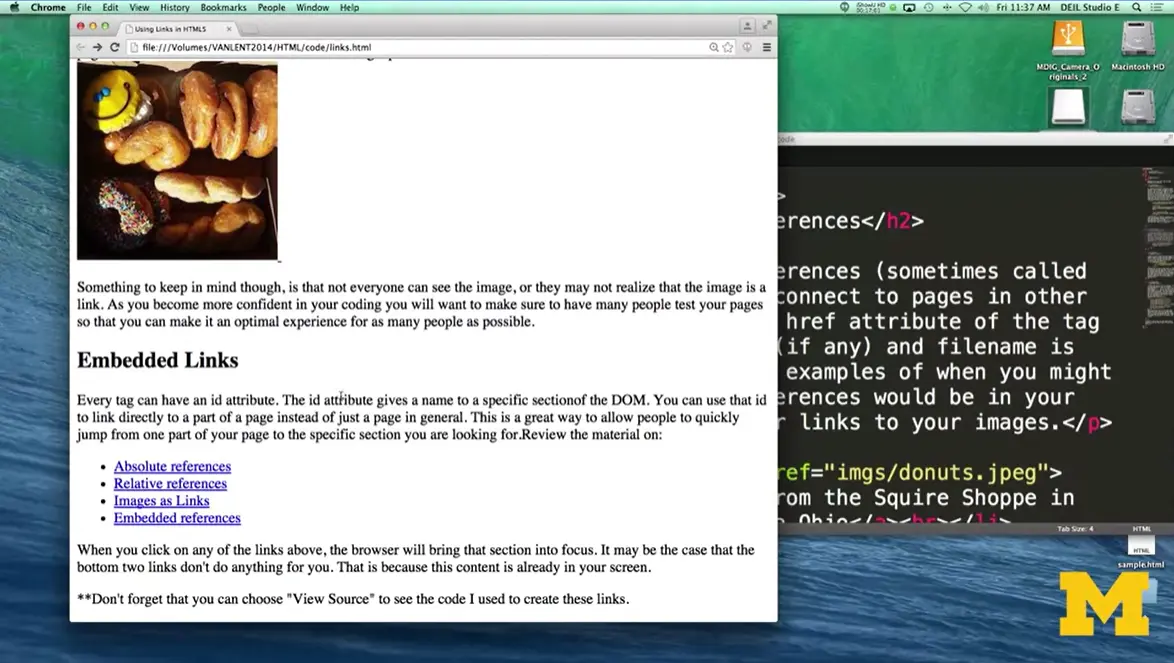 Chrome File Edit View History Bookmarks People Window Help
Fri 11:37 AM DEIL Studio E
Using Links in HTML5
file:///Volumes/VANLENT2014/HTML/code/links.html
MDIG_Camera_O
riginals_2
Macintosh HD
Something to keep in mind though, is that not everyone can see the image, or they may not realize that the image is a
link. As you become more confident in your coding you will want to make sure to have many people test your pages
so that you can make it an optimal experience for as many people as possible.
Embedded Links
Every tag can have an id attribute. The id attribute gives a name to a specific sectionof the DOM. You can use that id
to link directly to a part of a page instead of just a page in general. This is a great way to allow people to quickly
jump from one part of your page to the specific section you are looking for.Review the material on:
• Absolute references
• Relative references
• Images as Links
• Embedded references
When you click on any of the links above, the browser will bring that section into focus. It may be the case that the
bottom two links don't do anything for you. That is because this content is already in your screen.
**Don't forget that you can choose "View Source" to see the code I used to create these links.
>
erences</h2>
erences (sometimes called
connect to pages in other
href attribute of the tag
(if any) and filename is
examples of when you might
erences would be in your
r links to your images.</p>
ref="imgs/donuts.jpeg">
rom the Squire Shoppe in
Ohio</a><br></li>
Tab Size: 4 HTML
HTML
sample.html
M